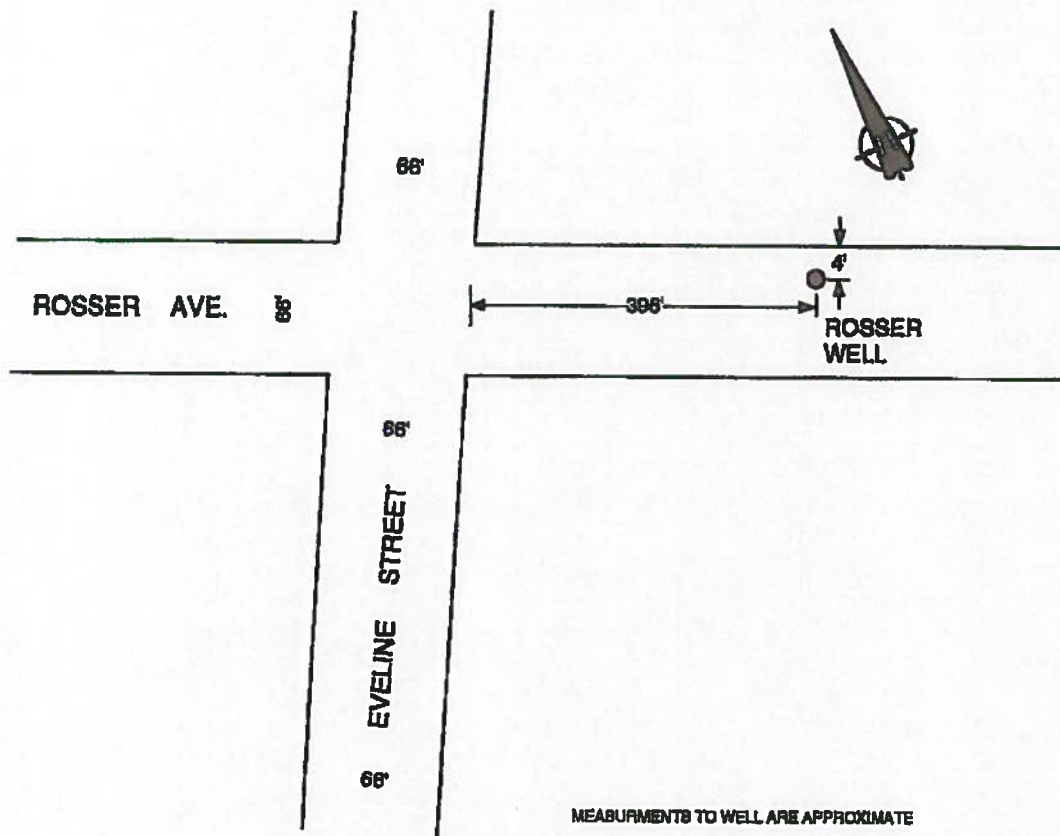 66'
4'
ROSSER AVE. 66'
396'
ROSSER
WELL
66'
EVELINE STREET
66'
MEASURMENTS TO WELL ARE APPROXIMATE